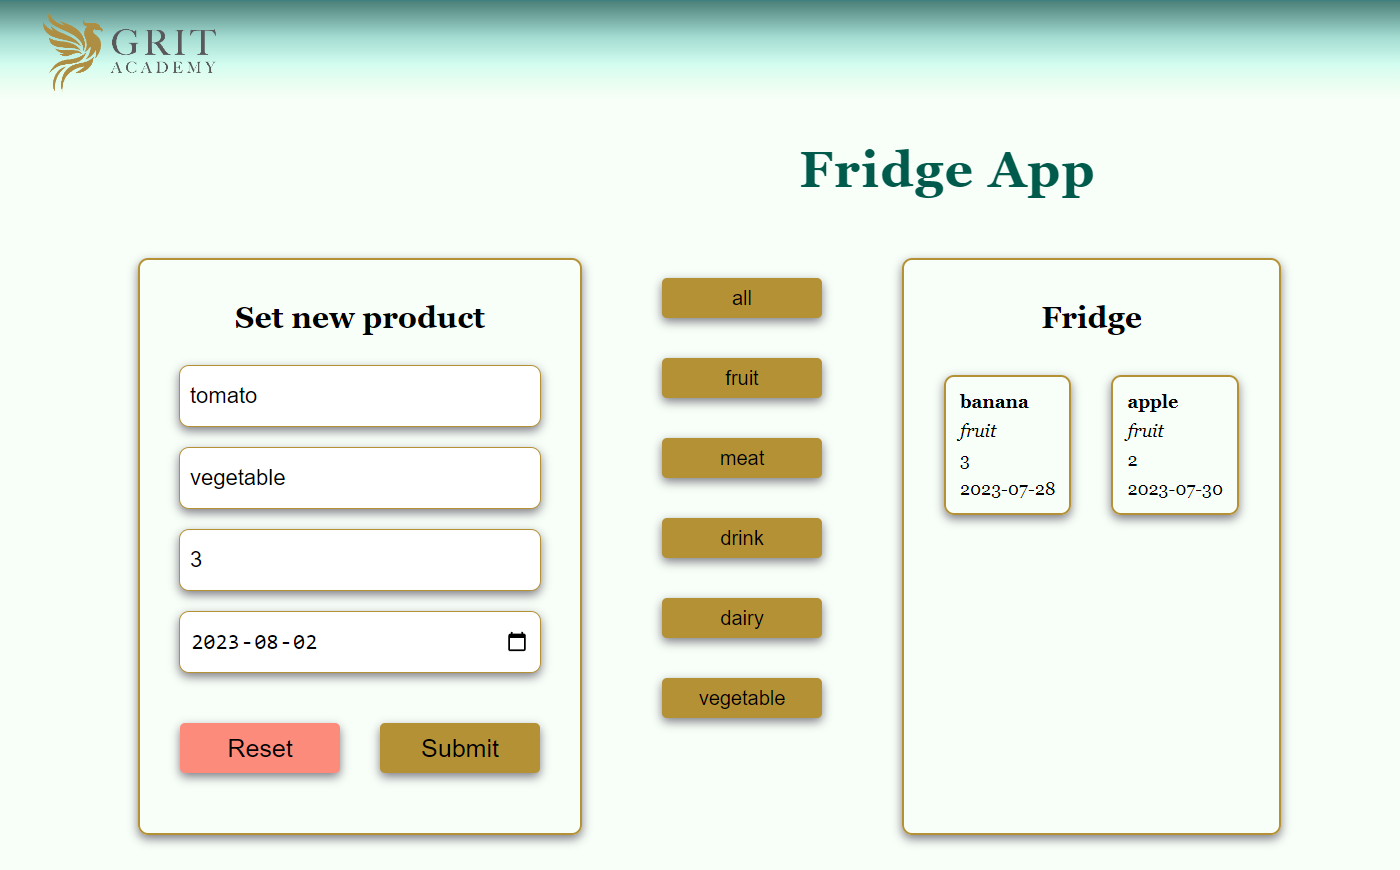 GRIT
ACADEMY
Fridge App
Set new product
tomato
vegetable
3
2023-08-02
Reset
Submit
all
fruit
meat
drink
dairy
vegetable
Fridge
banana
fruit
3
2023-07-28
apple
fruit
2
2023-07-30